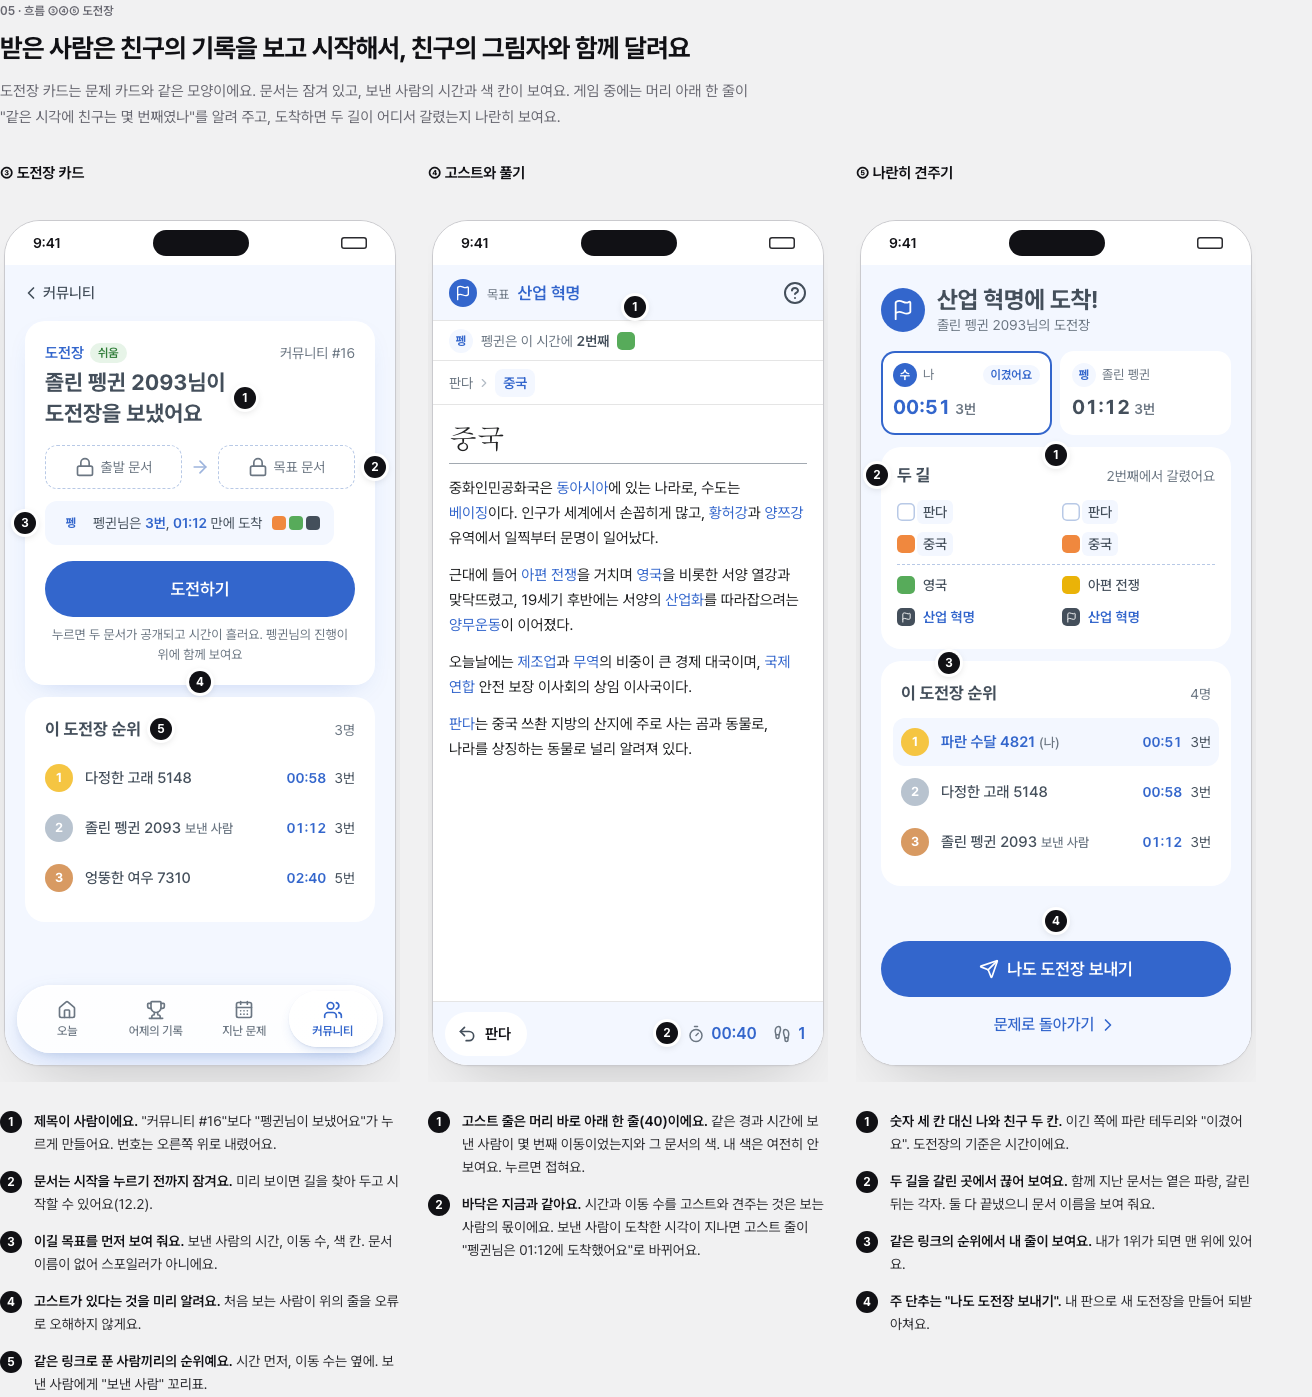 05 · 흐름 ③④⑤ 도전장
받은 사람은 친구의 기록을 보고 시작해서, 친구의 그림자와 함께 달려요
도전장 카드는 문제 카드와 같은 모양이에요. 문서는 잠겨 있고, 보낸 사람의 시간과 색 칸이 보여요. 게임 중에는 머리 아래 한 줄이
"같은 시각에 친구는 몇 번째였나"를 알려 주고, 도착하면 두 길이 어디서 갈렸는지 나란히 보여요.
③ 도전장 카드
9:41
커뮤니티
도전장 쉬움 커뮤니티 #16
졸린 펭귄 2093님이
도전장을 보냈어요
1
출발 문서 → 목표 문서
2
3
펭 펭귄님은 3번, 01:12 만에 도착
도전하기
누르면 두 문서가 공개되고 시간이 흘러요. 펭귄님의 진행이
위에 함께 보여요
4
이 도전장 순위 5 3명
1 다정한 고래 5148 00:58 3번
2 졸린 펭귄 2093 보낸 사람 01:12 3번
3 엉뚱한 여우 7310 02:40 5번
오늘 어제의 기록 지난 문제 커뮤니티
1 제목이 사람이에요. "커뮤니티 #16"보다 "펭귄님이 보냈어요"가 누
르게 만들어요. 번호는 오른쪽 위로 내렸어요.
2 문서는 시작을 누르기 전까지 잠겨요. 미리 보이면 길을 찾아 두고 시
작할 수 있어요(12.2).
3 이길 목표를 먼저 보여 줘요. 보낸 사람의 시간, 이동 수, 색 칸. 문서
이름이 없어 스포일러가 아니에요.
4 고스트가 있다는 것을 미리 알려요. 처음 보는 사람이 위의 줄을 오류
로 오해하지 않게요.
5 같은 링크로 푼 사람끼리의 순위예요. 시간 먼저, 이동 수는 옆에. 보
낸 사람에게 "보낸 사람" 꼬리표.
④ 고스트와 풀기
9:41
목표 산업 혁명
1
펭 펭귄은 이 시간에 2번째
판다 > 중국
중국
중화인민공화국은 동아시아에 있는 나라로, 수도는
베이징이다. 인구가 세계에서 손꼽히게 많고, 황허강과 양쯔강
유역에서 일찍부터 문명이 일어났다.
근대에 들어 아편 전쟁을 거치며 영국을 비롯한 서양 열강과
맞닥뜨렸고, 19세기 후반에는 서양의 산업화를 따라잡으려는
양무운동이 이어졌다.
오늘날에는 제조업과 무역의 비중이 큰 경제 대국이며, 국제
연합 안전 보장 이사회의 상임 이사국이다.
판다는 중국 쓰촨 지방의 산지에 주로 사는 곰과 동물로,
나라를 상징하는 동물로 널리 알려져 있다.
판다 2 00:40 1
1 고스트 줄은 머리 바로 아래 한 줄(40)이에요. 같은 경과 시간에 보
낸 사람이 몇 번째 이동이었는지와 그 문서의 색. 내 색은 여전히 안
보여요. 누르면 접혀요.
2 바닥은 지금과 같아요. 시간과 이동 수를 고스트와 견주는 것은 보는
사람의 몫이에요. 보낸 사람이 도착한 시각이 지나면 고스트 줄이
"펭귄님은 01:12에 도착했어요"로 바뀌어요.
⑤ 나란히 견주기
9:41
산업 혁명에 도착!
졸린 펭귄 2093님의 도전장
수 나 이겼어요
00:51 3번
펭 졸린 펭귄
01:12 3번
1
2 두 길 2번째에서 갈렸어요
판다 판다
중국 중국
영국 아편 전쟁
산업 혁명 산업 혁명
3
이 도전장 순위 4명
1 파란 수달 4821 (나) 00:51 3번
2 다정한 고래 5148 00:58 3번
3 졸린 펭귄 2093 보낸 사람 01:12 3번
4
나도 도전장 보내기
문제로 돌아가기 >
1 숫자 세 칸 대신 나와 친구 두 칸. 이긴 쪽에 파란 테두리와 "이겼어
요". 도전장의 기준은 시간이에요.
2 두 길을 갈린 곳에서 끊어 보여요. 함께 지난 문서는 옅은 파랑, 갈린
뒤는 각자. 둘 다 끝냈으니 문서 이름을 보여 줘요.
3 같은 링크의 순위에서 내 줄이 보여요. 내가 1위가 되면 맨 위에 있어
요.
4 주 단추는 "나도 도전장 보내기". 내 판으로 새 도전장을 만들어 되받
아쳐요.